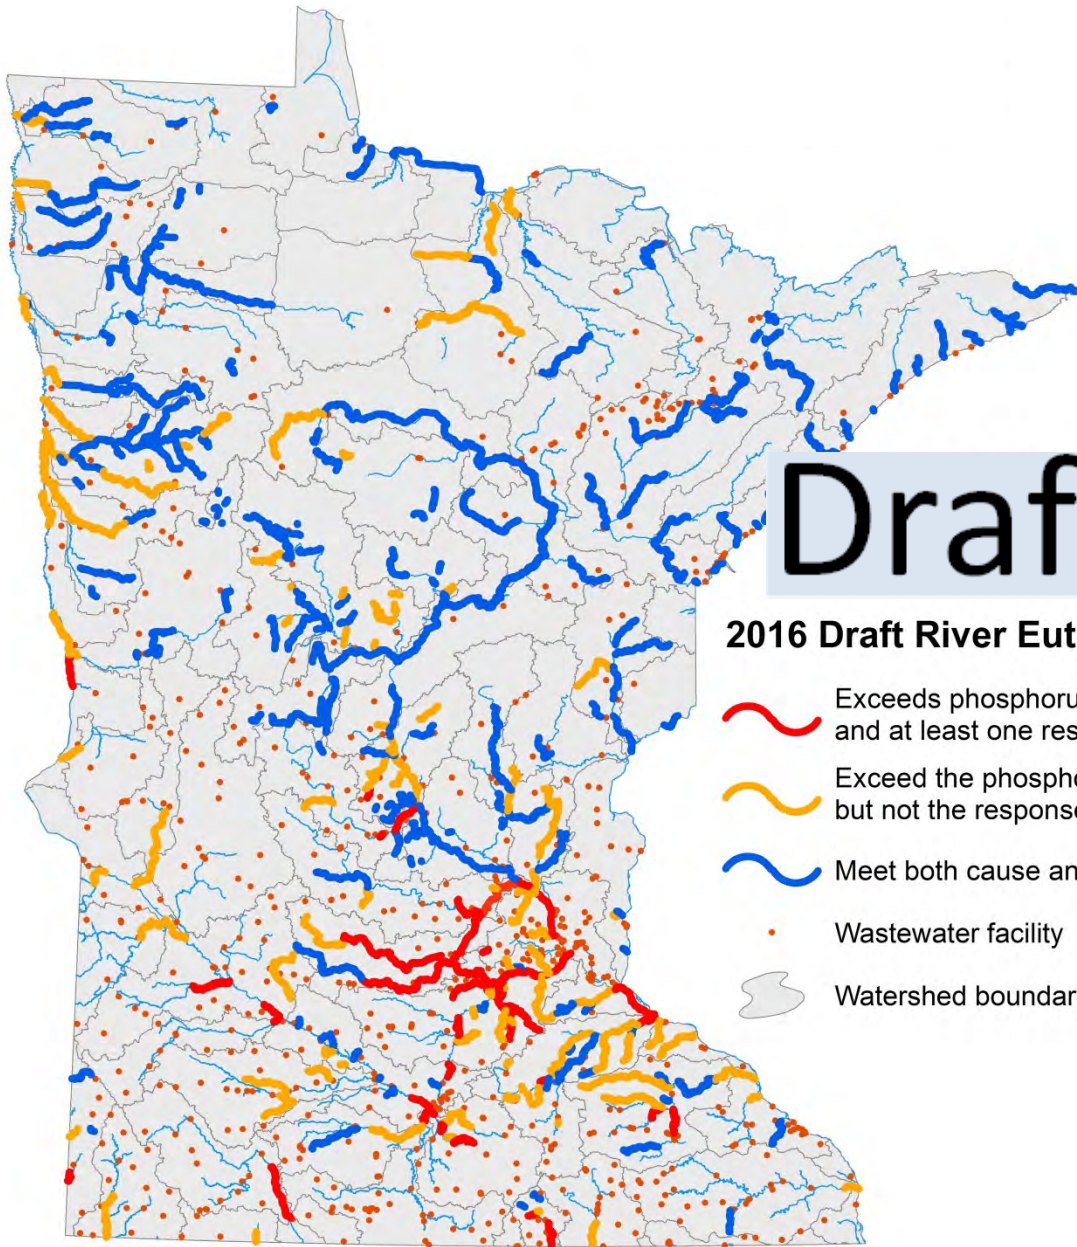 Draf
2016 Draft River Eut
Exceeds phosphoru
and at least one res
Exceed the phospho
but not the response
Meet both cause an
Wastewater facility
Watershed boundar